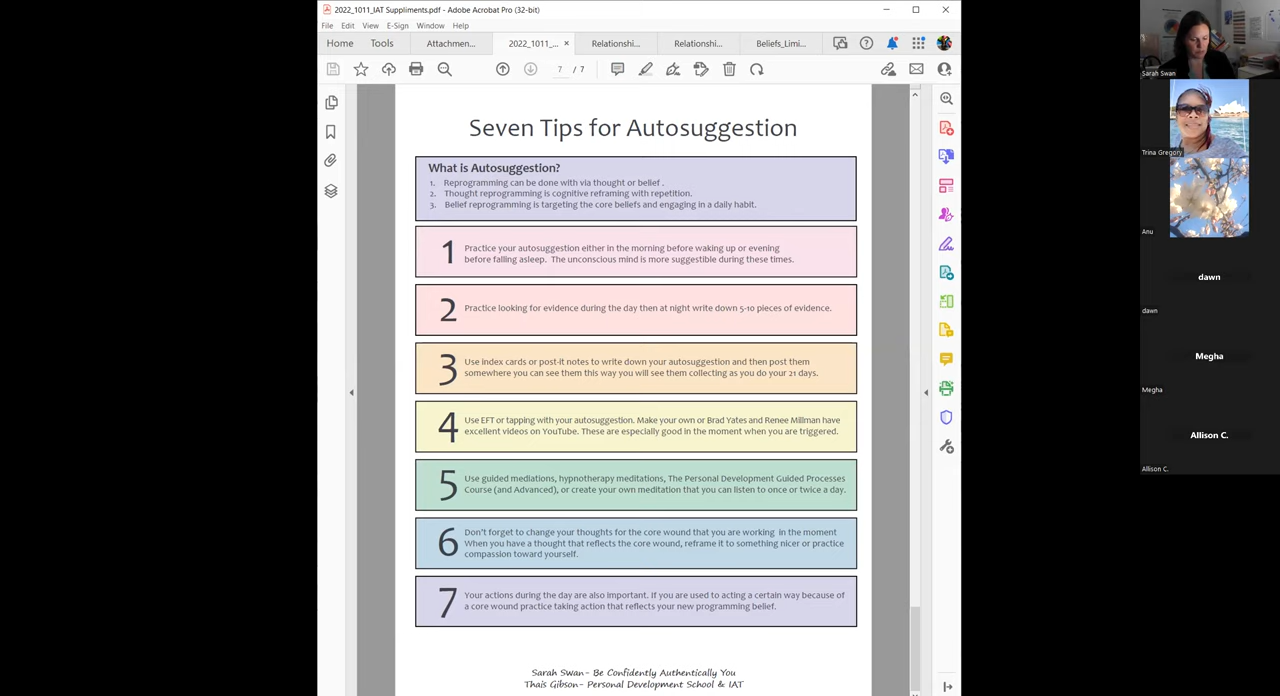 2022_1011_IAT Suppliments.pdf - Adobe Acrobat Pro (32-bit)
File Edit View E-Sign Window Help
Home Tools Attachmen... 2022_1011_... × Relationshi... Relationshi... Beliefs_Limi...
7 / 7
Seven Tips for Autosuggestion
What is Autosuggestion?
1. Reprogramming can be done with via thought or belief .
2. Thought reprogramming is cognitive reframing with repetition.
3. Belief reprogramming is targeting the core beliefs and engaging in a daily habit.
1 Practice your autosuggestion either in the morning before waking up or evening
before falling asleep. The unconscious mind is more suggestible during these times.
2 Practice looking for evidence during the day then at night write down 5-10 pieces of evidence.
3 Use index cards or post-it notes to write down your autosuggestion and then post them
somewhere you can see them this way you will see them collecting as you do your 21 days.
4 Use EFT or tapping with your autosuggestion. Make your own or Brad Yates and Renee Millman have
excellent videos on YouTube. These are especially good in the moment when you are triggered.
5 Use guided mediations, hypnotherapy meditations, The Personal Development Guided Processes
Course (and Advanced), or create your own meditation that you can listen to once or twice a day.
6 Don't forget to change your thoughts for the core wound that you are working in the moment
When you have a thought that reflects the core wound, reframe it to something nicer or practice
compassion toward yourself.
7 Your actions during the day are also important. If you are used to acting a certain way because of
a core wound practice taking action that reflects your new programming belief.
Sarah Swan- Be Confidently Authentically You
Thais Gibson- Personal Development School & IAT
Sarah Swan
Trina Gregory
Anu
dawn
dawn
Megha
Megha
Allison C.
Allison C.